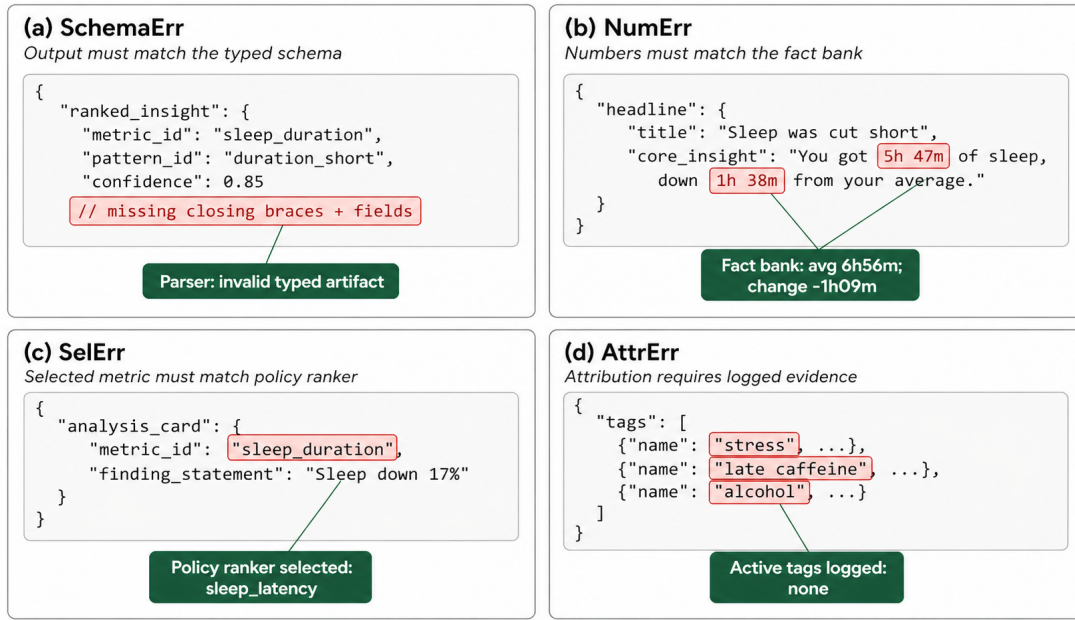 (a) SchemaErr
Output must match the typed schema
{
"ranked_insight": {
"metric_id": "sleep_duration",
"pattern_id": "duration_short",
"confidence": 0.85
// missing closing braces + fields
Parser: invalid typed artifact
(b) NumErr
Numbers must match the fact bank
{
"headline": {
"title": "Sleep was cut short",
"core_insight": "You got 5h 47m of sleep,
down 1h 38m from your average."
}
}
Fact bank: avg 6h56m;
change -1h09m
(c) SelErr
Selected metric must match policy ranker
{
"analysis_card": {
"metric_id": "sleep_duration",
"finding_statement": "Sleep down 17%"
}
}
Policy ranker selected:
sleep_latency
(d) AttrErr
Attribution requires logged evidence
{
"tags": [
{"name": "stress", ...},
{"name": "late caffeine", ...},
{"name": "alcohol", ...}
]
}
Active tags logged:
none